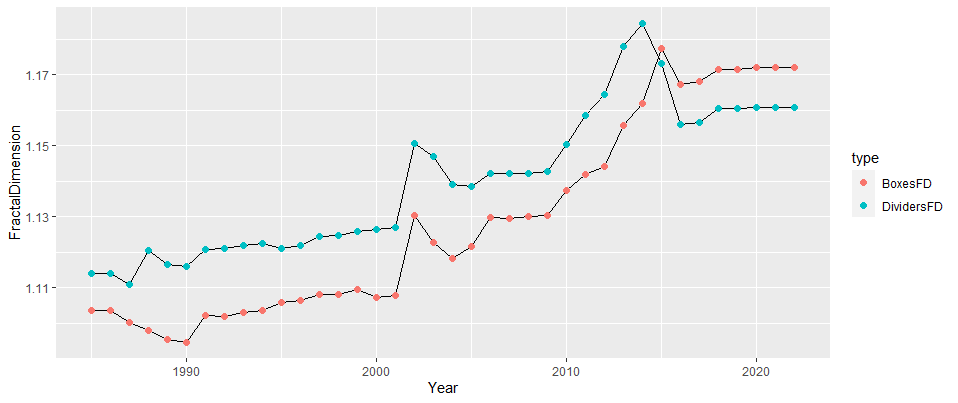 1.17
1.15
1.13
1.11
FractalDimension
1990
2000
2010
2020
Year
type
BoxesFD
DividersFD